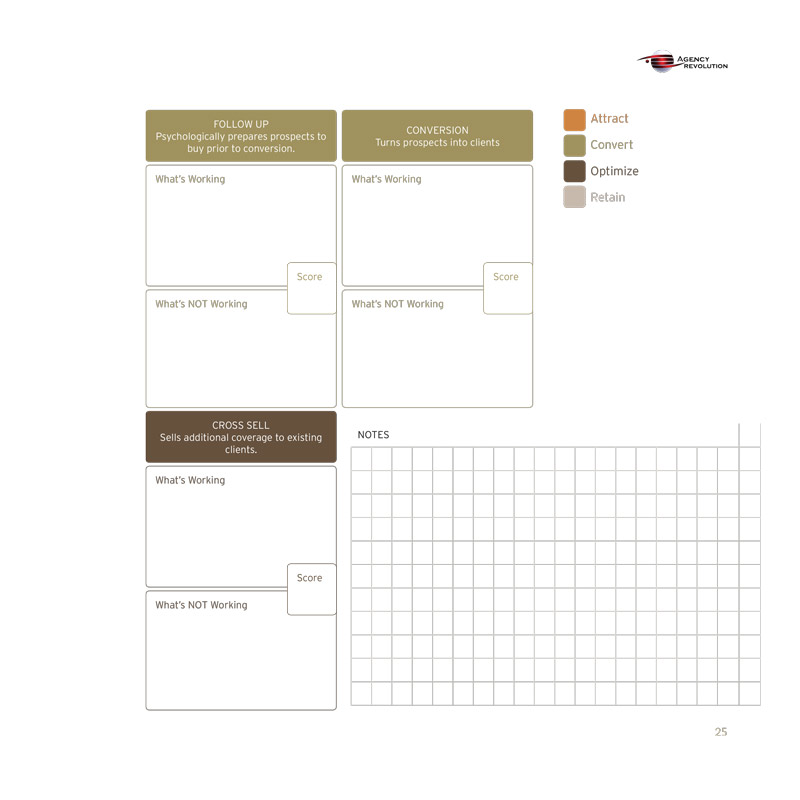 AGENCY
REVOLUTION
FOLLOW UP
Psychologically prepares prospects to
buy prior to conversion.
CONVERSION
Turns prospects into clients
Attract
Convert
Optimize
Retain
What's Working
What's Working
Score
Score
What's NOT Working
What's NOT Working
CROSS SELL
Sells additional coverage to existing
clients.
NOTES
What's Working
Score
What's NOT Working
25